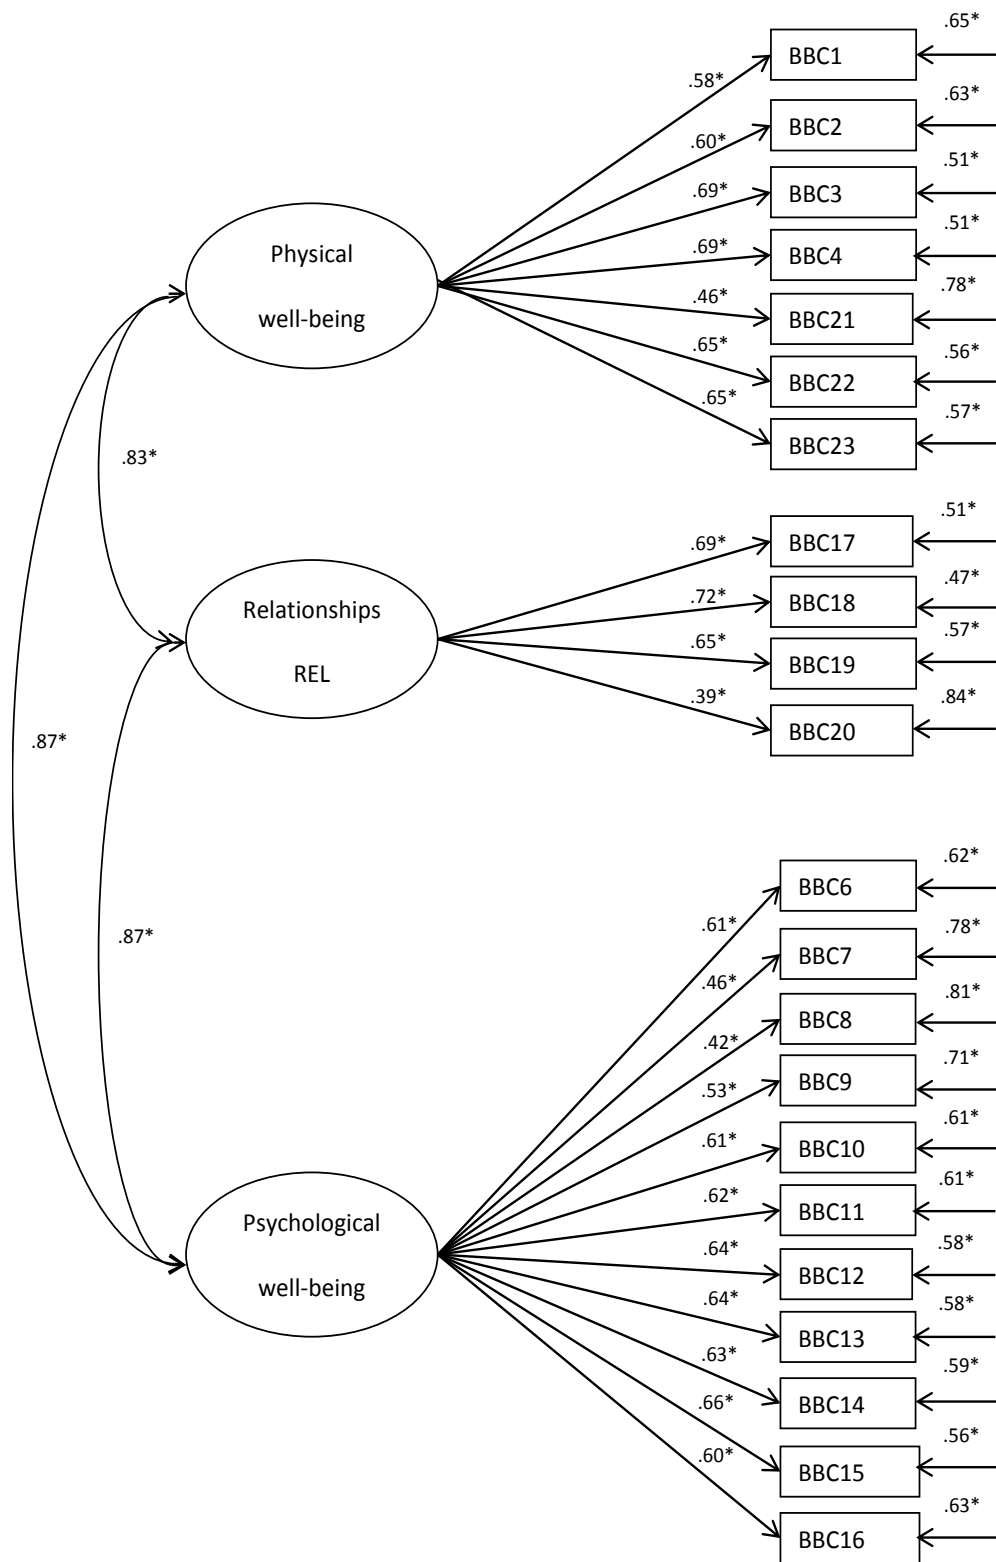 .65*
BBC1
.58*
.63*
BBC2
.60*
.51*
BBC3
.69*
.51*
BBC4
.69*
.78*
BBC21
.46*
.56*
BBC22
.65*
.57*
BBC23
.65*
Physical
well-being
.83*
.51*
BBC17
.69*
.47*
BBC18
.72*
.57*
BBC19
.65*
.84*
BBC20
.39*
Relationships
REL
.87*
.87*
.62*
BBC6
.61*
.78*
BBC7
.46*
.81*
BBC8
.42*
.71*
BBC9
.53*
.61*
BBC10
.61*
.61*
BBC11
.62*
.58*
BBC12
.64*
.58*
BBC13
.64*
.59*
BBC14
.63*
.56*
BBC15
.66*
.63*
BBC16
.60*
Psychological
well-being